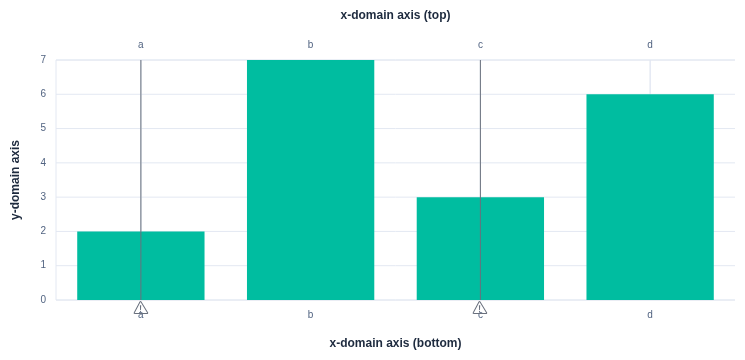 x-domain axis (top)
a b c d
7
6
5
4
3
2
1
0
y-domain axis
a b c d
x-domain axis (bottom)